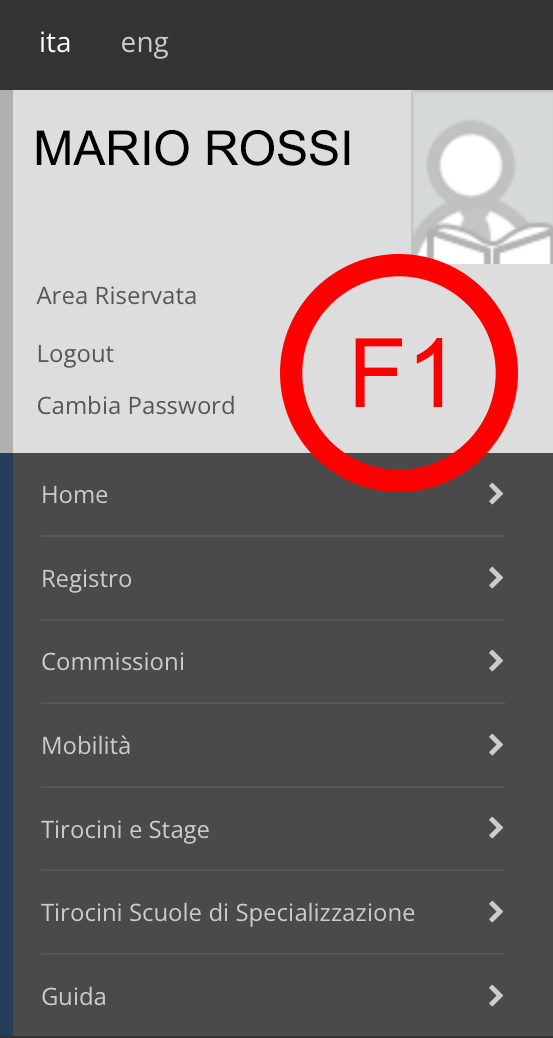 ita eng
MARIO ROSSI
Area Riservata
F1
Logout
Cambia Password
Home
Registro
Commissioni
Mobilità
Tirocini e Stage
Tirocini Scuole di Specializzazione
Guida